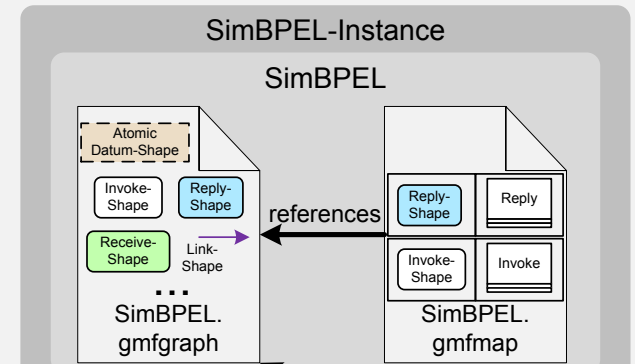 SimBPEL-Instance
SimBPEL
Atomic
Datum-Shape
Invoke-
Shape
Reply-
Shape
Receive-
Shape
Link-
Shape
...
SimBPEL.
gmfgraph
references
Reply-
Shape
Reply
Invoke-
Shape
Invoke
SimBPEL.
gmfmap